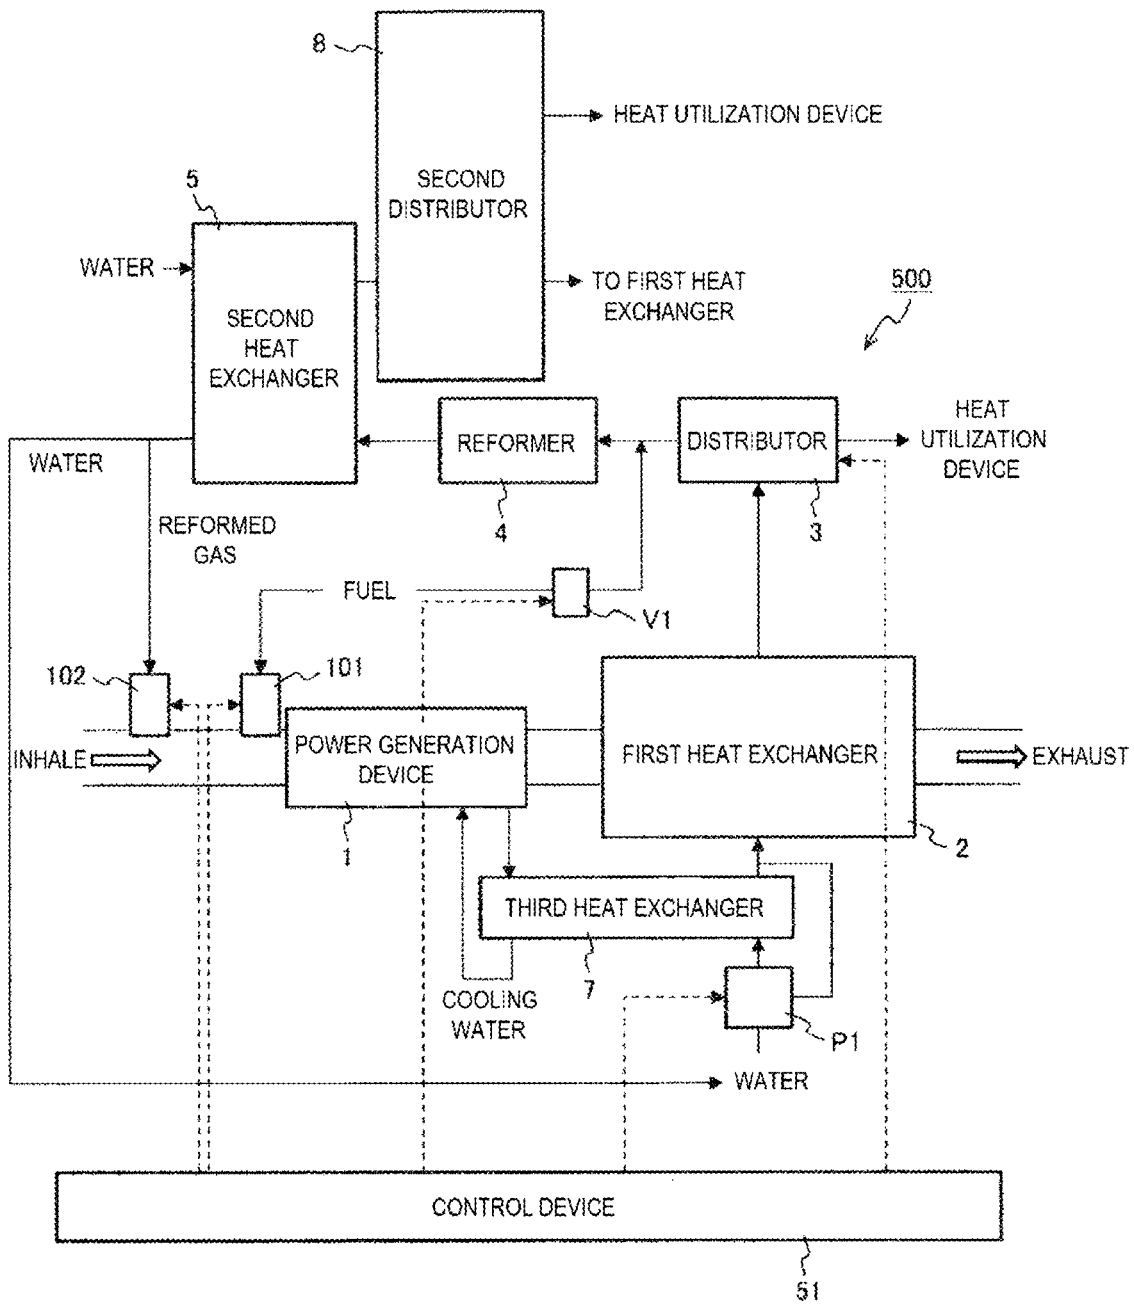 8
HEAT UTILIZATION DEVICE
SECOND
DISTRIBUTOR
5
WATER
TO FIRST HEAT
EXCHANGER
500
SECOND
HEAT
EXCHANGER
REFORMER
DISTRIBUTOR
HEAT
UTILIZATION
DEVICE
WATER
4
3
REFORMED
GAS
FUEL
V1
102
101
INHALE
POWER GENERATION
DEVICE
FIRST HEAT EXCHANGER
EXHAUST
1
2
THIRD HEAT EXCHANGER
7
COOLING
WATER
P1
WATER
CONTROL DEVICE
51